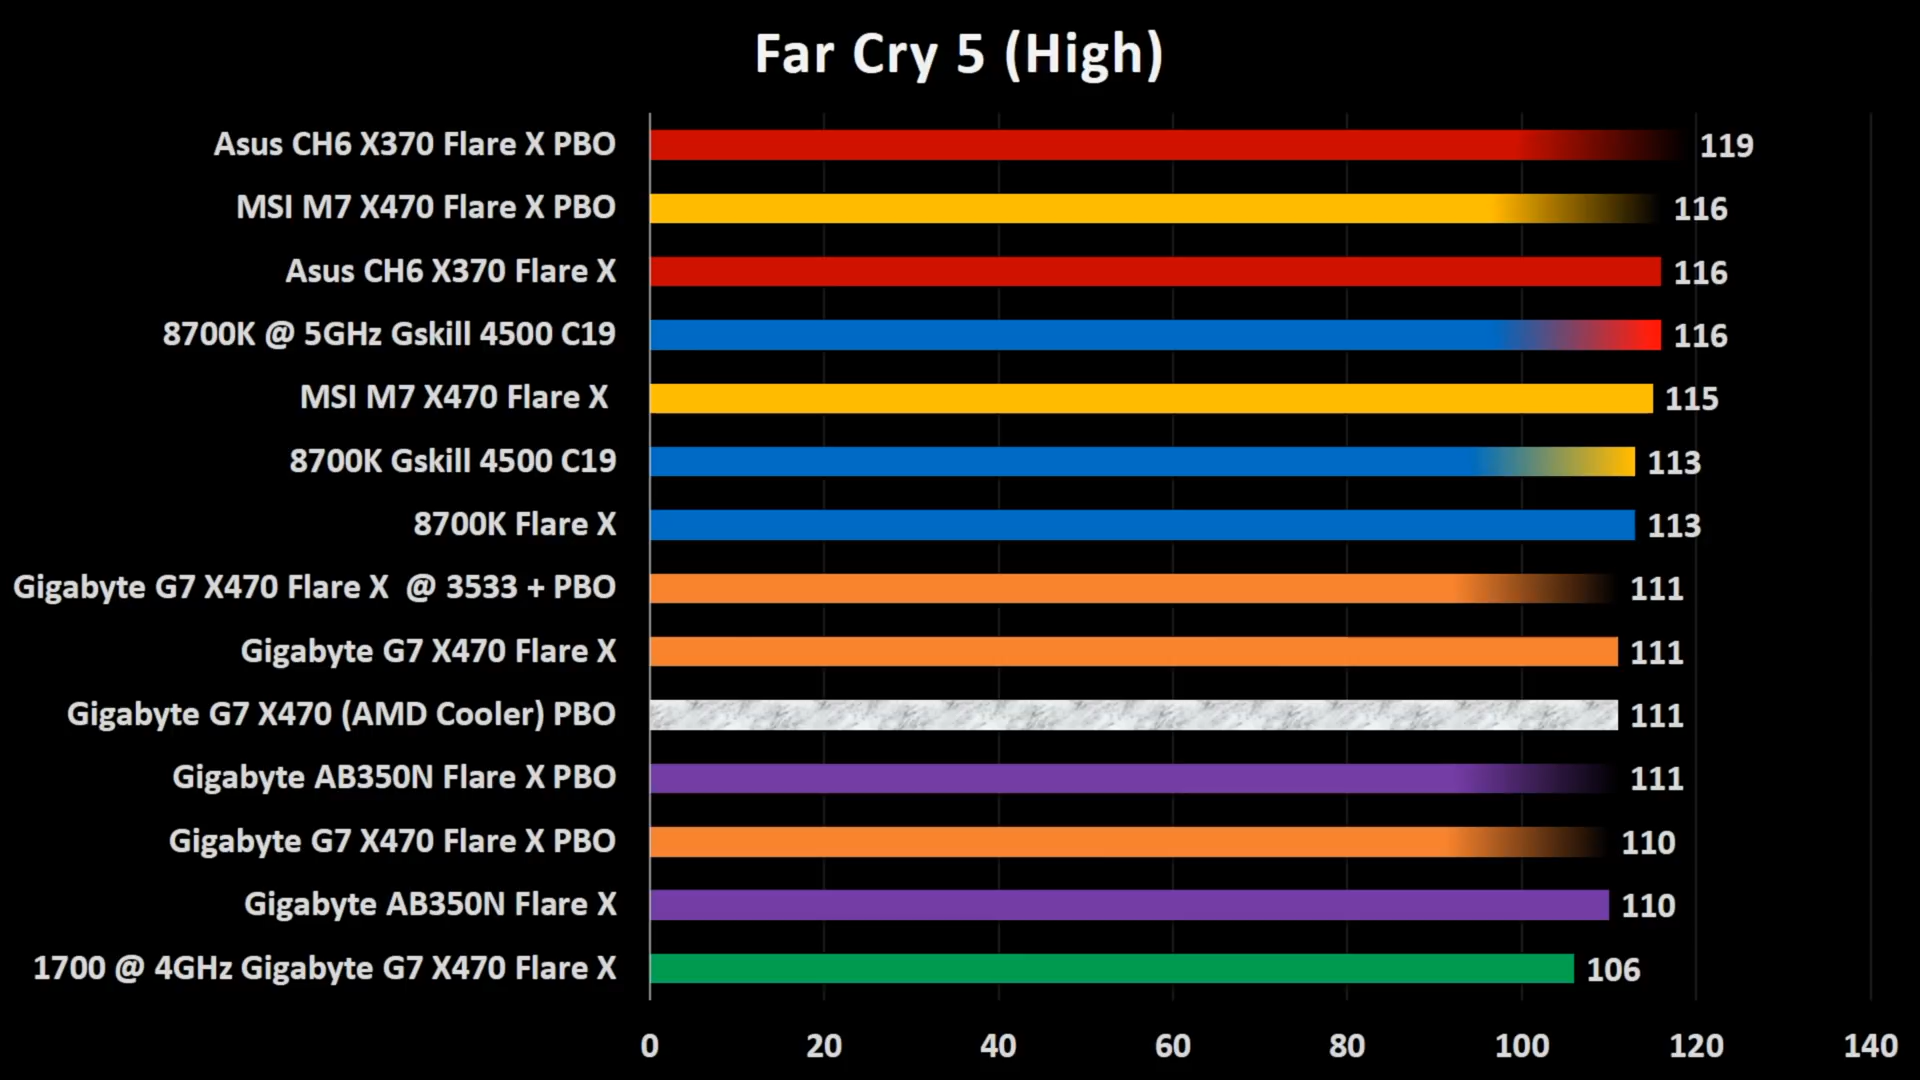 Far Cry 5 (High)
Asus CH6 X370 Flare X PBO 119
MSI M7 X470 Flare X PBO 116
Asus CH6 X370 Flare X 116
8700K @ 5GHz Gskill 4500 C19 116
MSI M7 X470 Flare X 115
8700K Gskill 4500 C19 113
8700K Flare X 113
Gigabyte G7 X470 Flare X @ 3533 + PBO 111
Gigabyte G7 X470 Flare X 111
Gigabyte G7 X470 (AMD Cooler) PBO 111
Gigabyte AB350N Flare X PBO 111
Gigabyte G7 X470 Flare X PBO 110
Gigabyte AB350N Flare X 110
1700 @ 4GHz Gigabyte G7 X470 Flare X 106
0 20 40 60 80 100 120 140